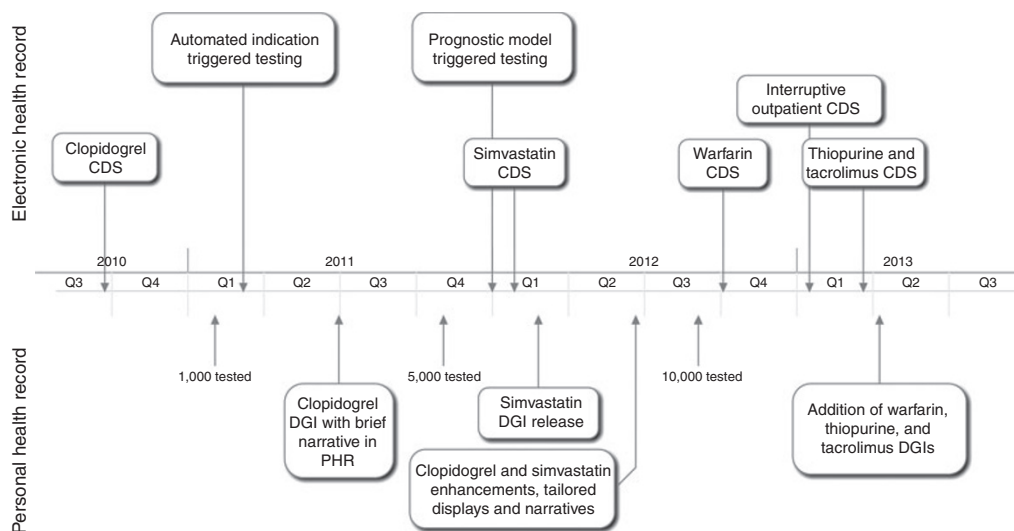 Electronic health record
Automated indication
triggered testing
Prognostic model
triggered testing
Interruptive
outpatient CDS
Clopidogrel
CDS
Simvastatin
CDS
Warfarin
CDS
Thiopurine and
tacrolimus CDS
2010
2011
2012
2013
Q3
Q4
Q1
Q2
Q3
Q4
Q1
Q2
Q3
Q4
Q1
Q2
Q3
Personal health record
1,000 tested
5,000 tested
10,000 tested
Clopidogrel
DGI with brief
narrative in
PHR
Simvastatin
DGI release
Addition of warfarin,
thiopurine, and
tacrolimus DGIs
Clopidogrel and simvastatin
enhancements, tailored
displays and narratives